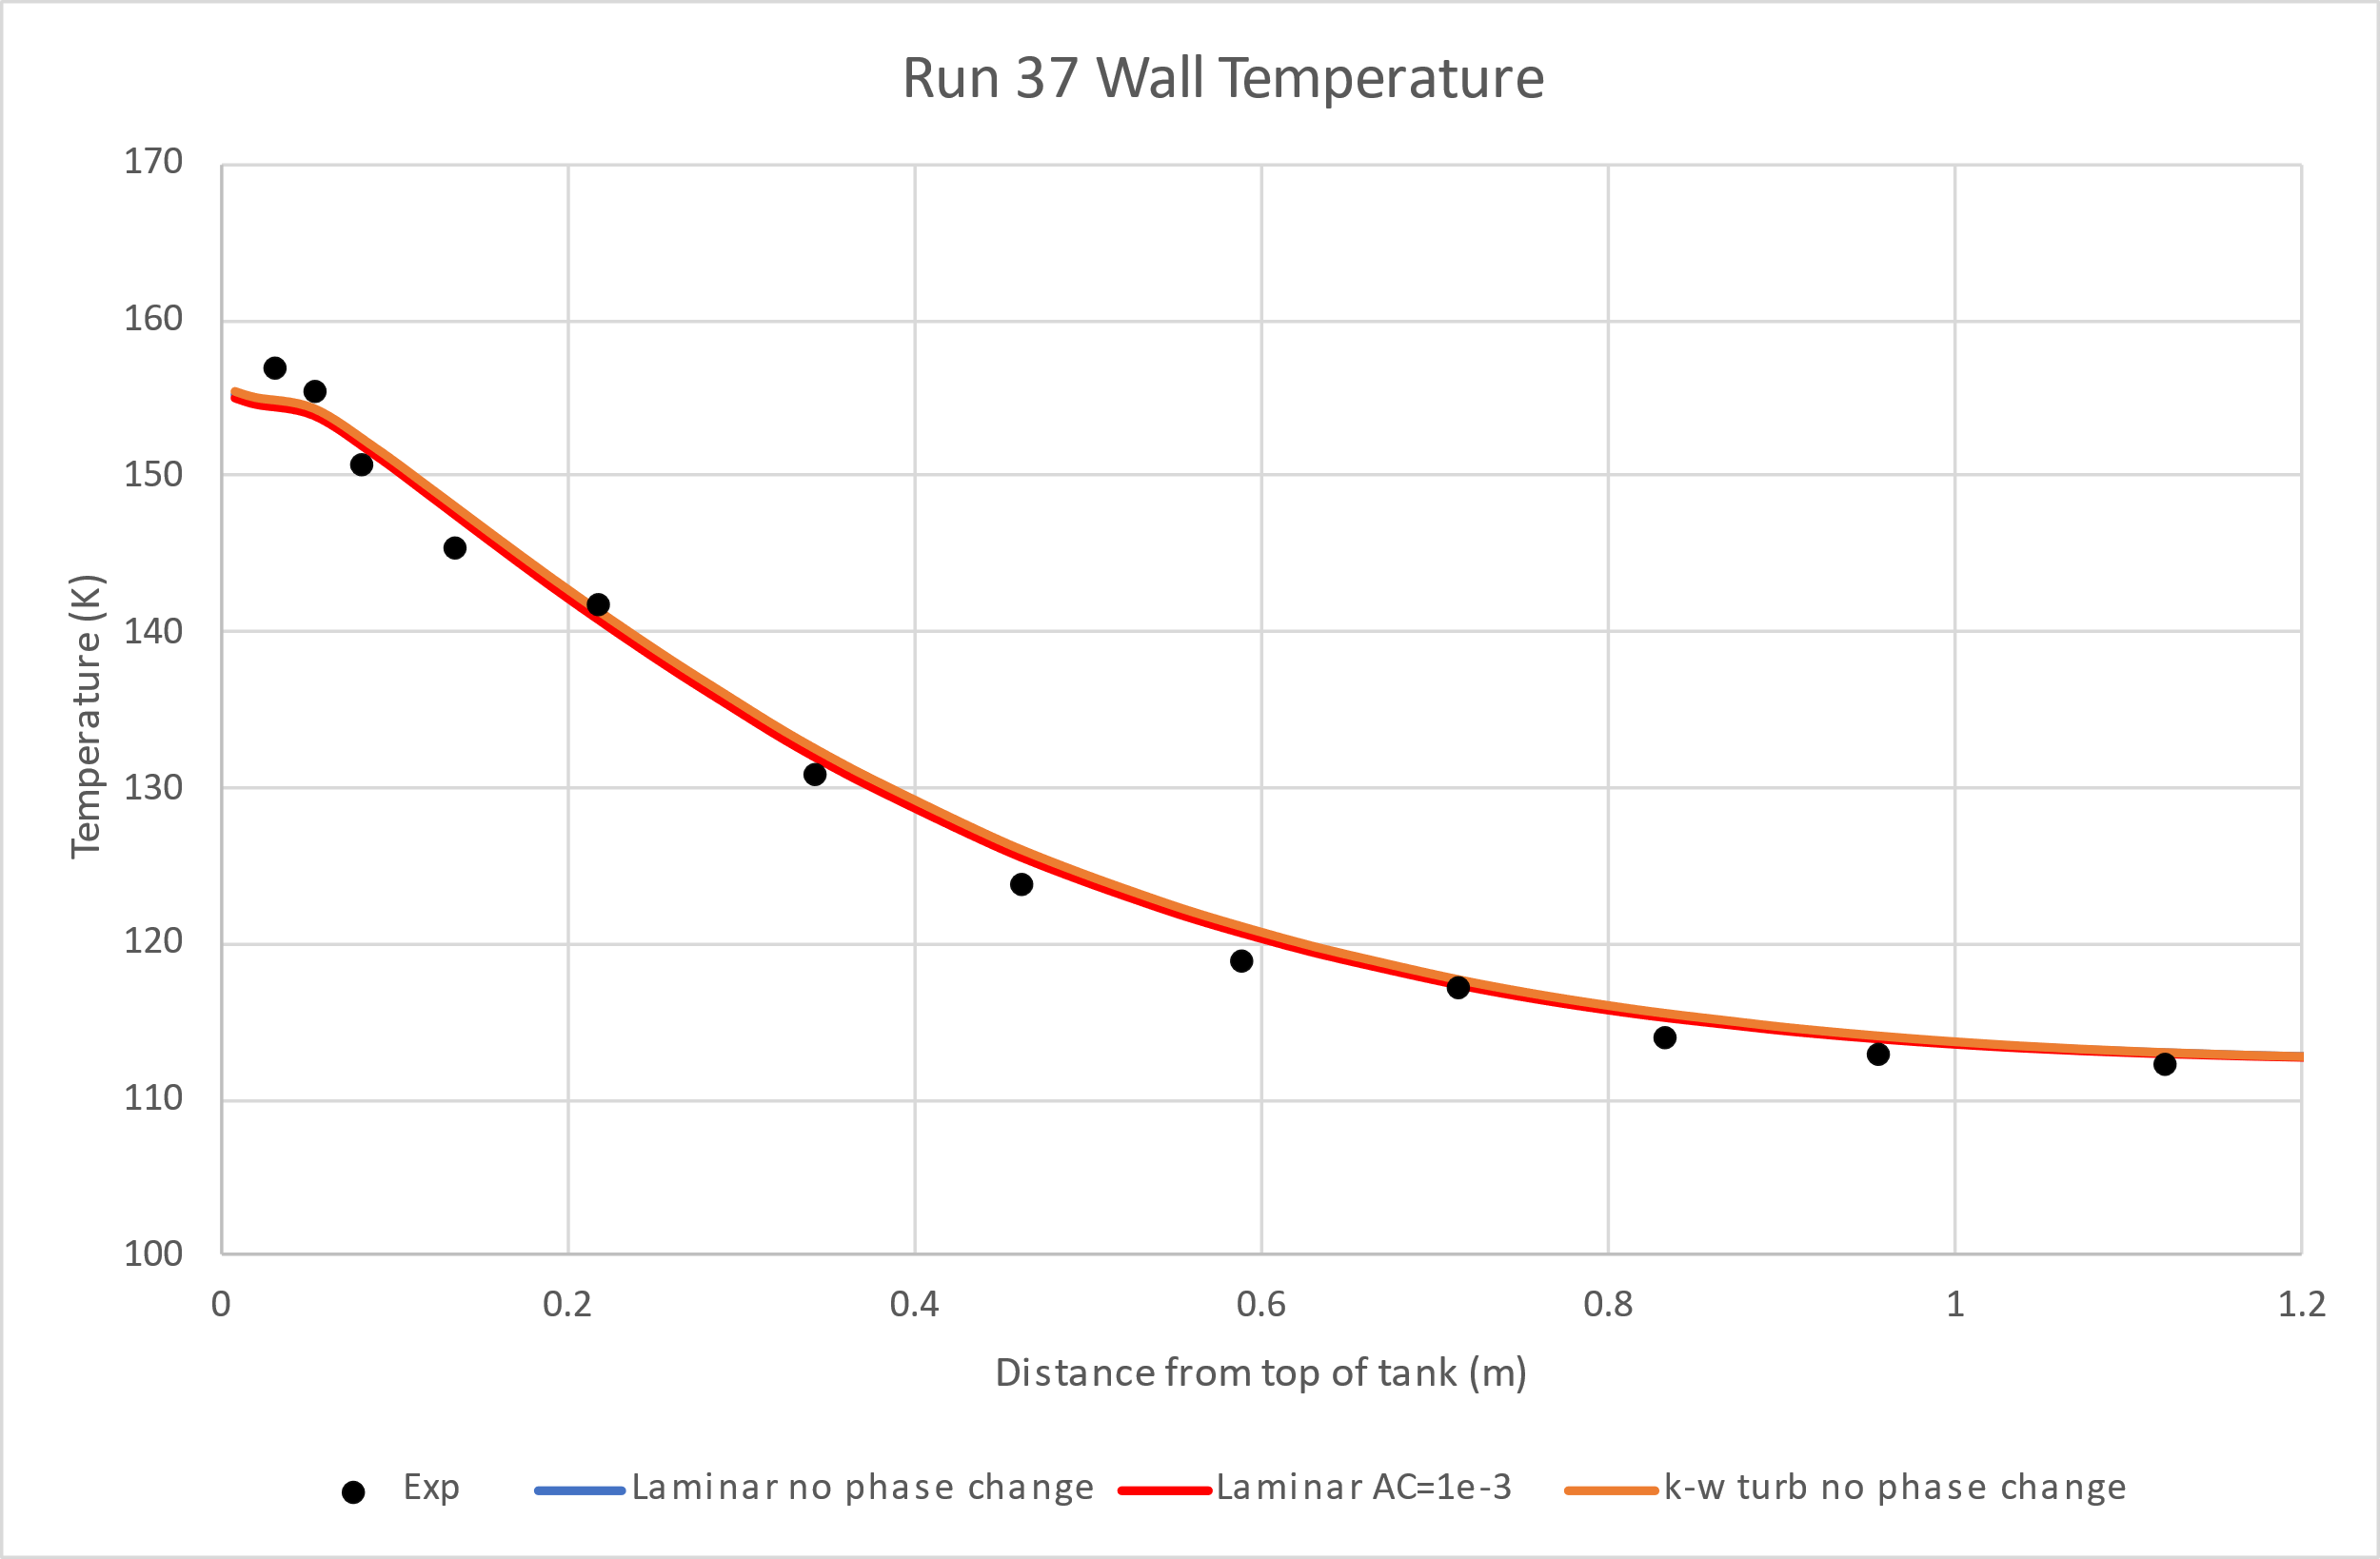 Run 37 Wall Temperature
170
160
150
140
130
120
110
100
Temperature (K)
0 0.2 0.4 0.6 0.8 1 1.2
Distance from top of tank (m)
Exp Laminar no phase change Laminar AC=1e-3 k-w turb no phase change